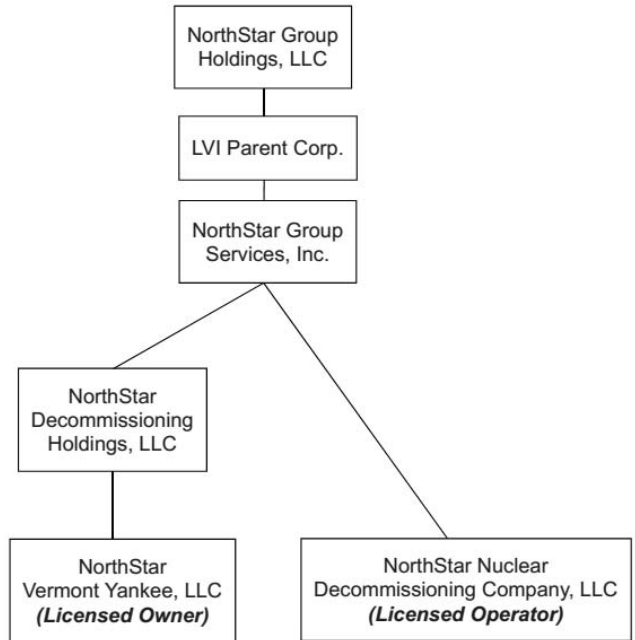 NorthStar Group
Holdings, LLC
LVI Parent Corp.
NorthStar Group
Services, Inc.
NorthStar
Decommissioning
Holdings, LLC
NorthStar
Vermont Yankee, LLC
(Licensed Owner)
NorthStar Nuclear
Decommissioning Company, LLC
(Licensed Operator)